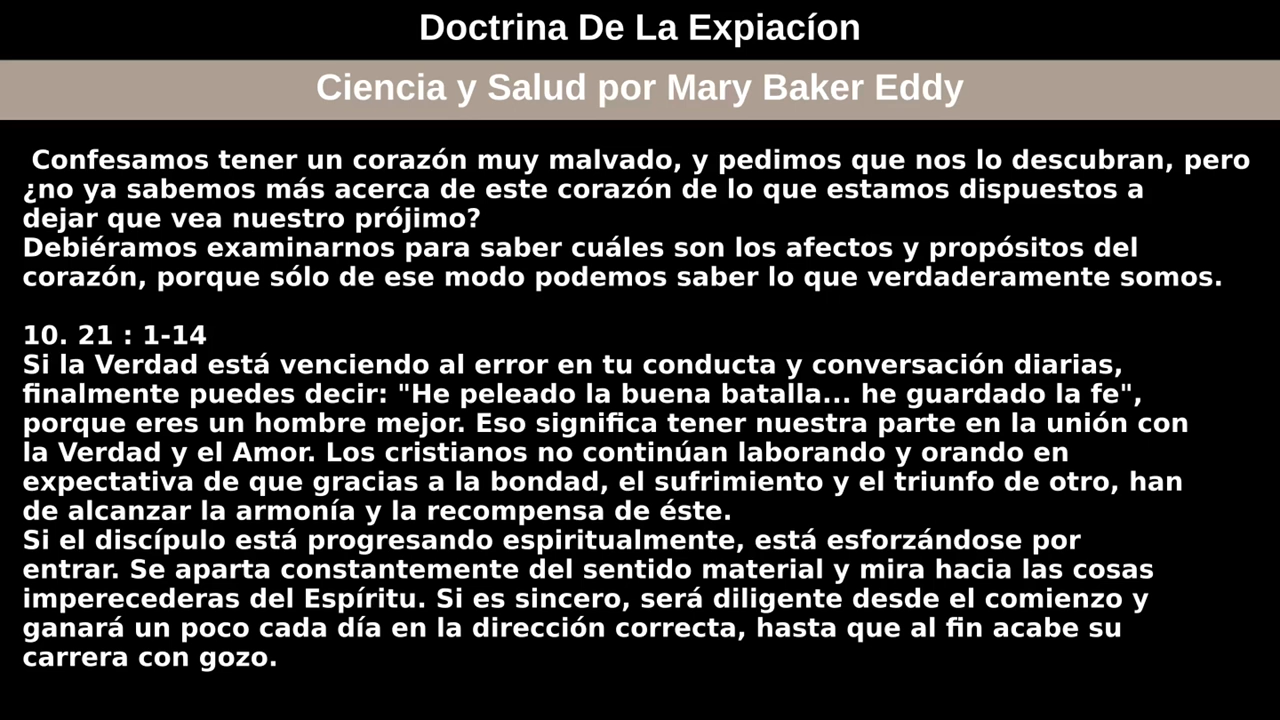 Doctrina De La Expiacíon
Ciencia y Salud por Mary Baker Eddy
Confesamos tener un corazón muy malvado, y pedimos que nos lo descubran, pero
¿no ya sabemos más acerca de este corazón de lo que estamos dispuestos a
dejar que vea nuestro prójimo?
Debiéramos examinarnos para saber cuáles son los afectos y propósitos del
corazón, porque sólo de ese modo podemos saber lo que verdaderamente somos.
10. 21 : 1-14
Si la Verdad está venciendo al error en tu conducta y conversación diarias,
finalmente puedes decir: "He peleado la buena batalla... he guardado la fe",
porque eres un hombre mejor. Eso significa tener nuestra parte en la unión con
la Verdad y el Amor. Los cristianos no continúan laborando y orando en
expectativa de que gracias a la bondad, el sufrimiento y el triunfo de otro, han
de alcanzar la armonía y la recompensa de éste.
Si el discípulo está progresando espiritualmente, está esforzándose por
entrar. Se aparta constantemente del sentido material y mira hacia las cosas
imperecederas del Espíritu. Si es sincero, será diligente desde el comienzo y
ganará un poco cada día en la dirección correcta, hasta que al fin acabe su
carrera con gozo.